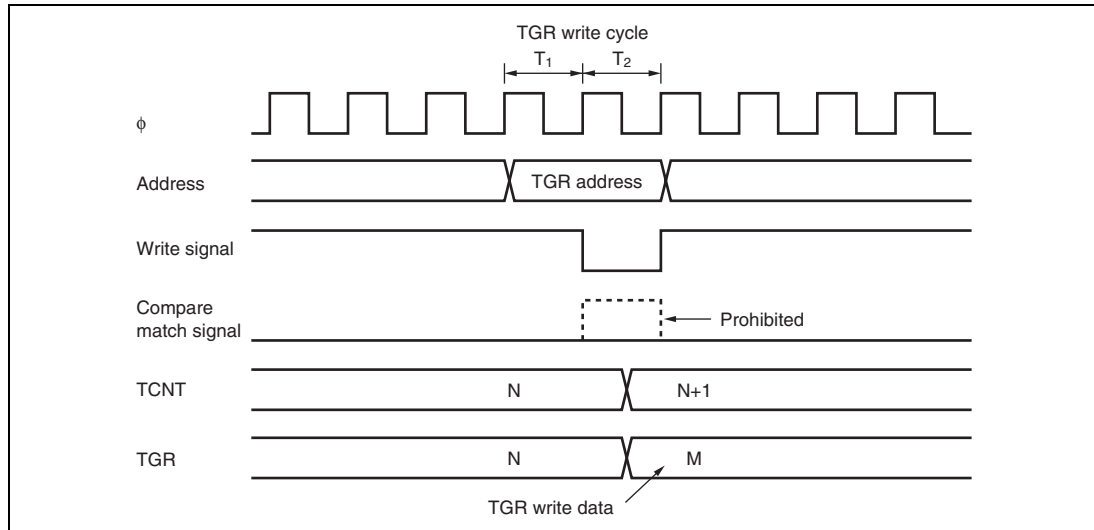 TGR write cycle
T1 T2
ϕ
Address
TGR address
Write signal
Compare
match signal
Prohibited
TCNT
N
N+1
TGR
N
M
TGR write data